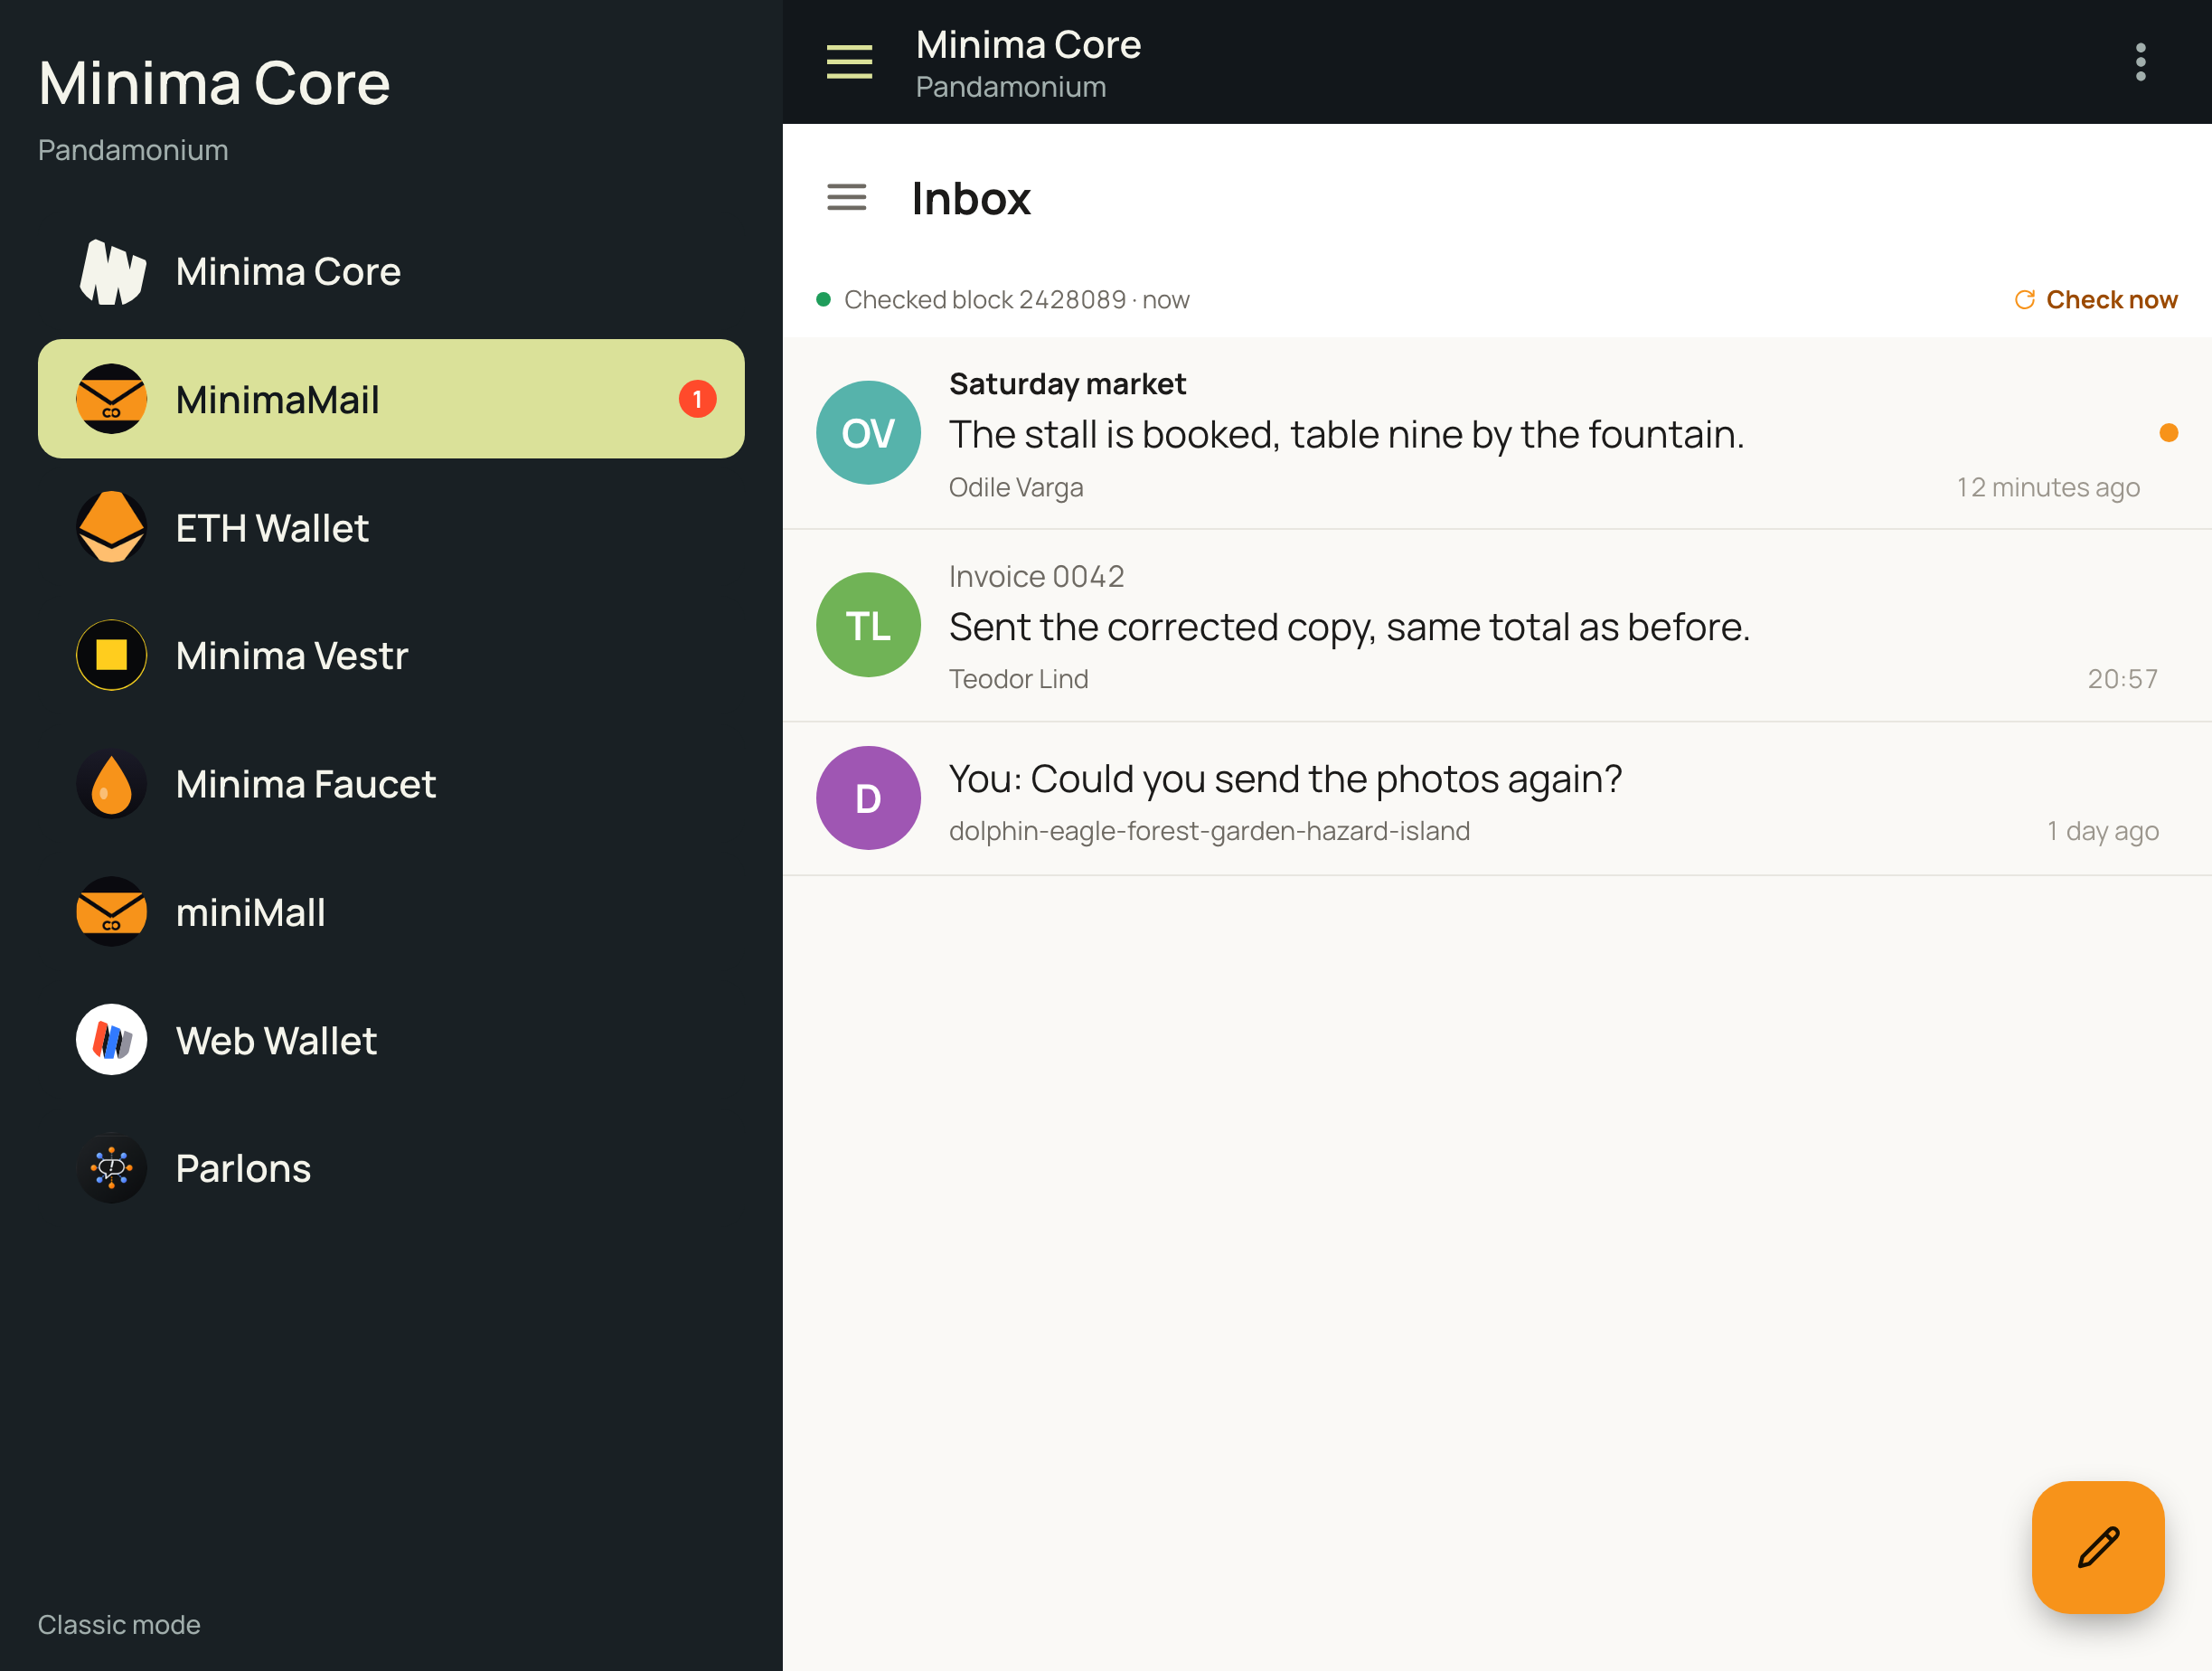 Minima Core
Pandamonium
Minima Core
CO
MinimaMail
1
ETH Wallet
Minima Vestr
Minima Faucet
CO
miniMall
Web Wallet
!
Parlons
Classic mode
Minima Core
Pandamonium
Inbox
Checked block 2428089 · now
Check now
OV
Saturday market
The stall is booked, table nine by the fountain.
Odile Varga
12 minutes ago
TL
Invoice 0042
Sent the corrected copy, same total as before.
Teodor Lind
20:57
D
You: Could you send the photos again?
dolphin-eagle-forest-garden-hazard-island
1 day ago